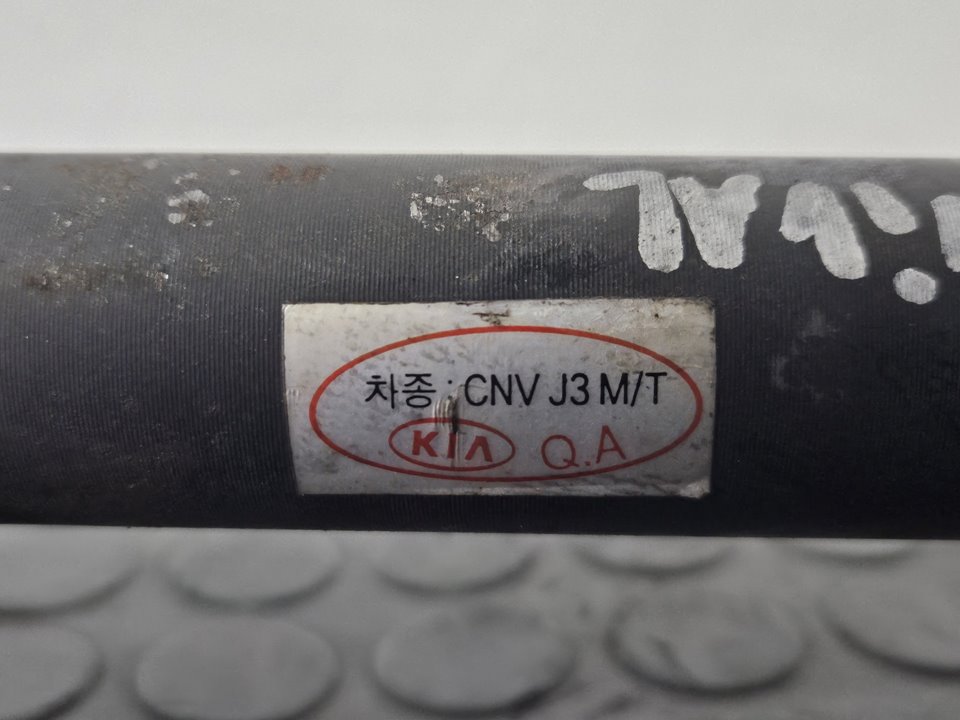 차종 : CNV J3 M/T
KIA Q.A